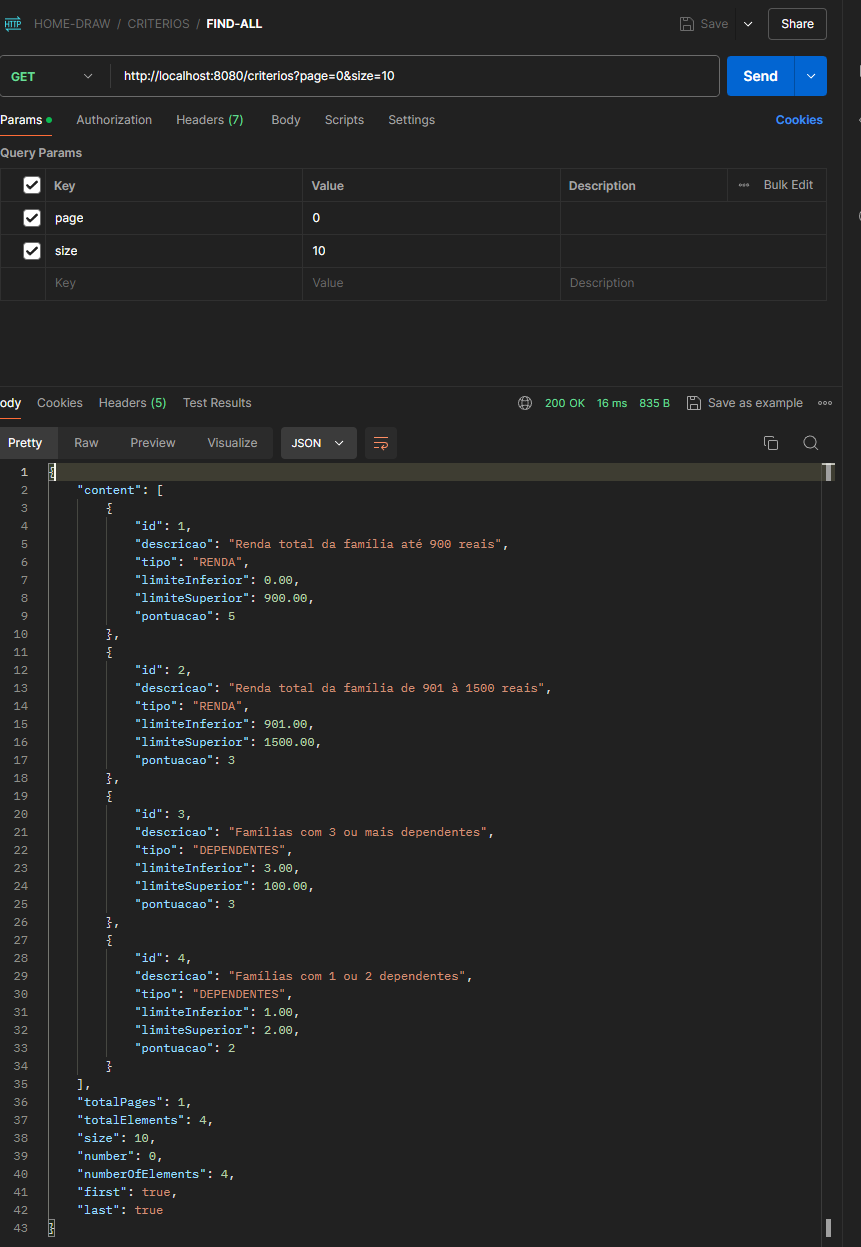 HTTP HOME-DRAW / CRITERIOS / FIND-ALL Save Share
GET http://localhost:8080/criterios?page=0&size=10 Send
Params Authorization Headers (7) Body Scripts Settings Cookies
Query Params
Key Value Description Bulk Edit
page 0
size 10
Key Value Description
ody Cookies Headers (5) Test Results 200 OK 16 ms 835 B Save as example
Pretty Raw Preview Visualize JSON
1 {
2 "content": [
3 {
4 "id": 1,
5 "descricao": "Renda total da família até 900 reais",
6 "tipo": "RENDA",
7 "limiteInferior": 0.00,
8 "limiteSuperior": 900.00,
9 "pontuacao": 5
10 },
11 {
12 "id": 2,
13 "descricao": "Renda total da família de 901 à 1500 reais",
14 "tipo": "RENDA",
15 "limiteInferior": 901.00,
16 "limiteSuperior": 1500.00,
17 "pontuacao": 3
18 },
19 {
20 "id": 3,
21 "descricao": "Famílias com 3 ou mais dependentes",
22 "tipo": "DEPENDENTES",
23 "limiteInferior": 3.00,
24 "limiteSuperior": 100.00,
25 "pontuacao": 3
26 },
27 {
28 "id": 4,
29 "descricao": "Famílias com 1 ou 2 dependentes",
30 "tipo": "DEPENDENTES",
31 "limiteInferior": 1.00,
32 "limiteSuperior": 2.00,
33 "pontuacao": 2
34 }
35 ],
36 "totalPages": 1,
37 "totalElements": 4,
38 "size": 10,
39 "number": 0,
40 "numberOfElements": 4,
41 "first": true,
42 "last": true
43 }